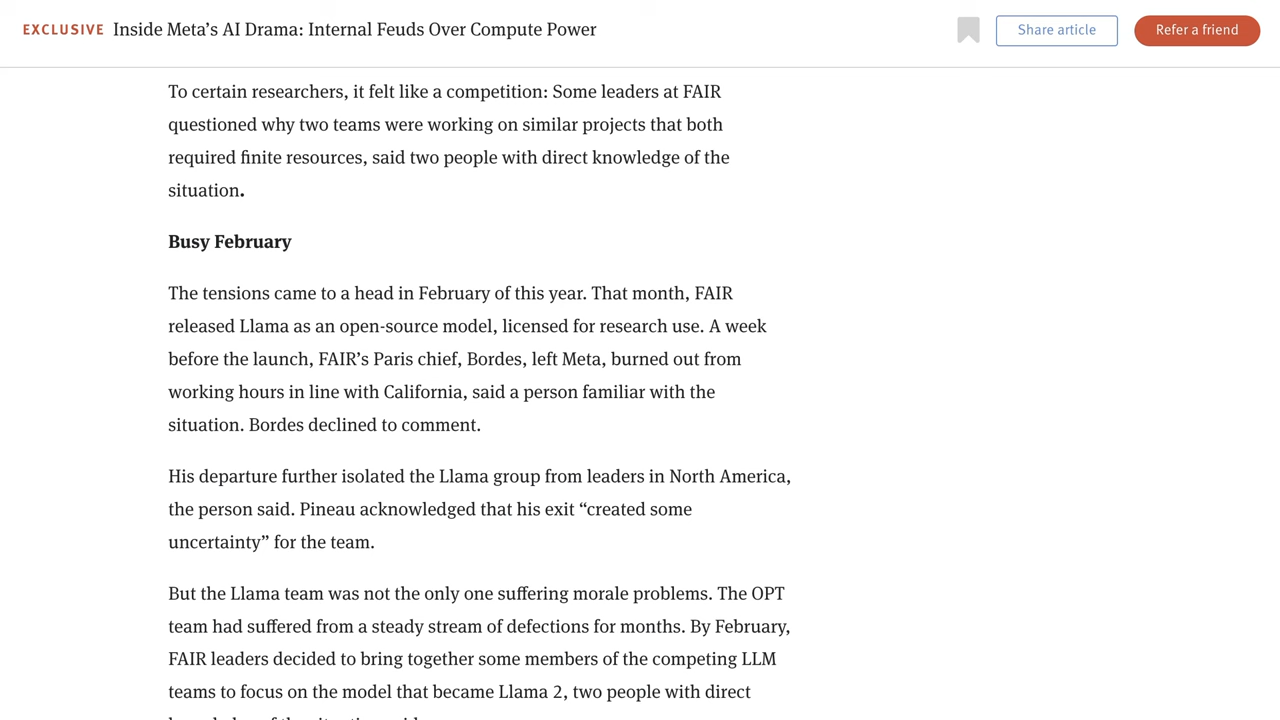 EXCLUSIVE Inside Meta’s AI Drama: Internal Feuds Over Compute Power
Share article
Refer a friend
To certain researchers, it felt like a competition: Some leaders at FAIR
questioned why two teams were working on similar projects that both
required finite resources, said two people with direct knowledge of the
situation.
Busy February
The tensions came to a head in February of this year. That month, FAIR
released Llama as an open-source model, licensed for research use. A week
before the launch, FAIR’s Paris chief, Bordes, left Meta, burned out from
working hours in line with California, said a person familiar with the
situation. Bordes declined to comment.
His departure further isolated the Llama group from leaders in North America,
the person said. Pineau acknowledged that his exit “created some
uncertainty” for the team.
But the Llama team was not the only one suffering morale problems. The OPT
team had suffered from a steady stream of defections for months. By February,
FAIR leaders decided to bring together some members of the competing LLM
teams to focus on the model that became Llama 2, two people with direct